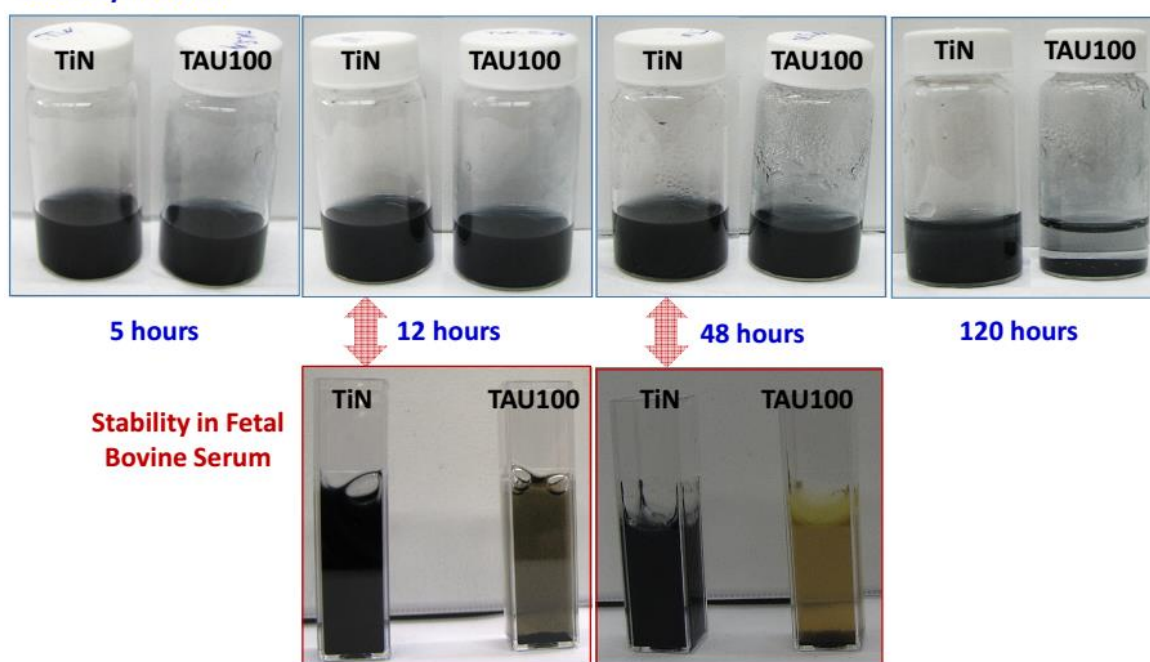 TiN TAU100 TiN TAU100 TiN TAU100 TiN TAU100
5 hours 12 hours 48 hours 120 hours
TiN TAU100 TiN TAU100
Stability in Fetal
Bovine Serum